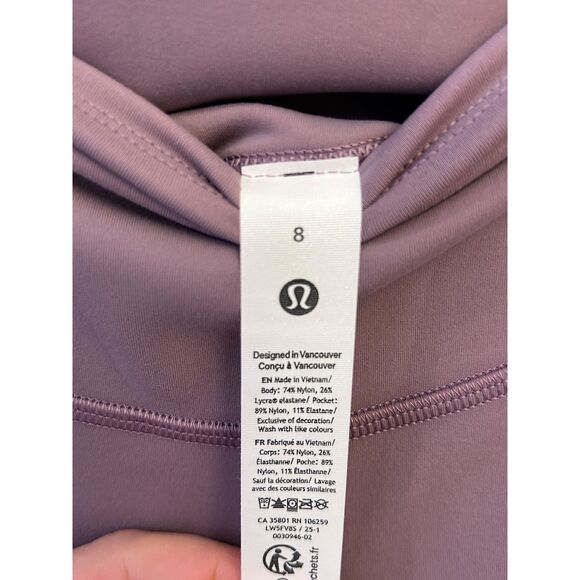 8
Designed in Vancouver
Conçu à Vancouver
EN Made in Vietnam/
Body: 74% Nylon, 26%
Lycra® elastane/ Pocket:
89% Nylon, 11% Elastane/
Exclusive of decoration/
Wash with like colours
FR Fabriqué au Vietnam/
Corps: 74% Nylon, 26%
Élasthanne/ Poche: 89%
Nylon, 11% Élasthanne/
Sauf la décoration/ Lavage
avec des couleurs similaires
CA 35801 RN 106259
LW5FV8S / 25-1
0030946-02
chets.fr